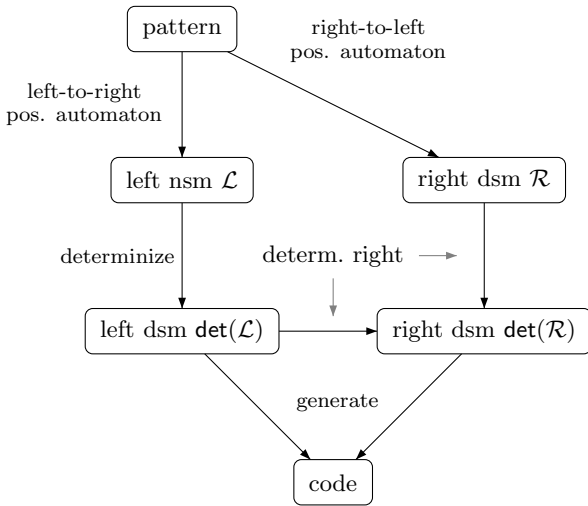 pattern
right-to-left
pos. automaton
left-to-right
pos. automaton
left nsm ℒ
right dsm ℛ
determinize
determ. right
left dsm det(ℒ)
right dsm det(ℛ)
generate
code